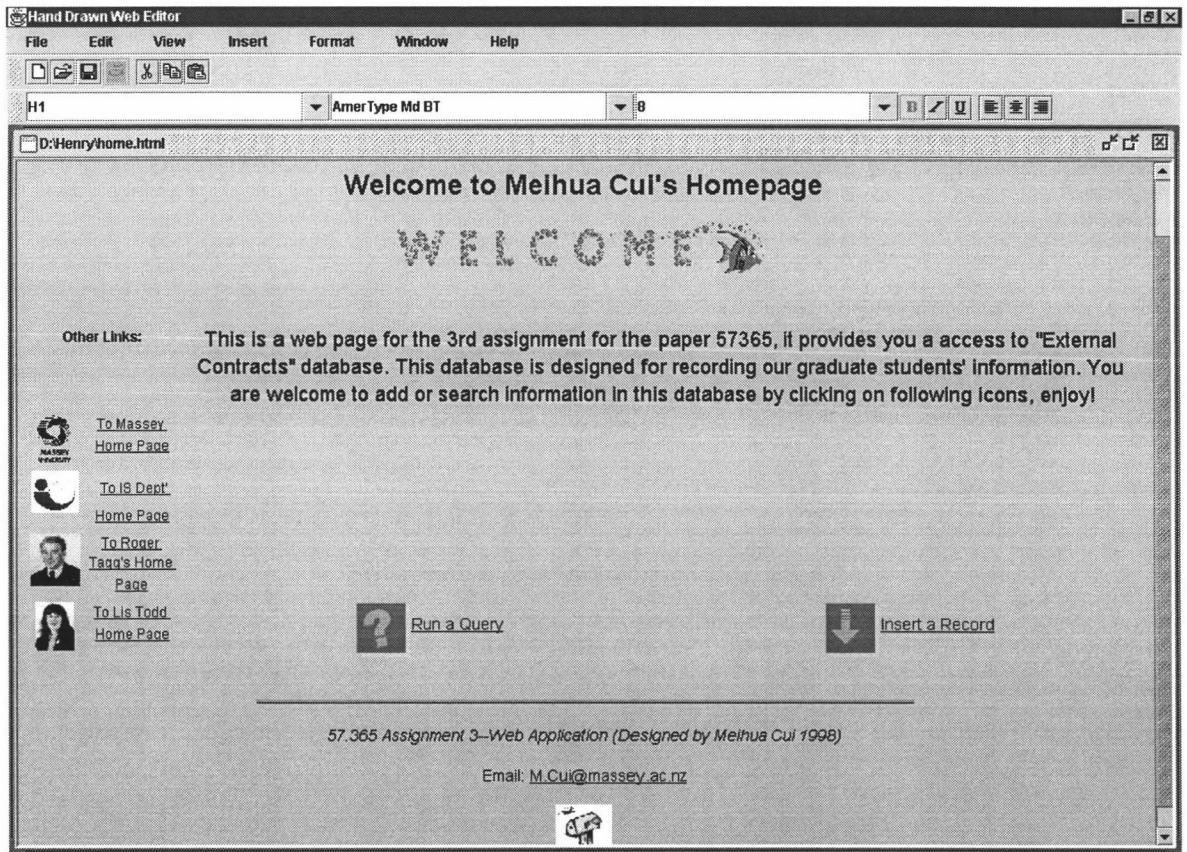 Hand Drawn Web Editor
File Edit View Insert Format Window Help
H1 AmerType Md BT 8 B I U
D:\Henry\home.html
Welcome to Meihua Cui's Homepage
WELCOME
Other Links:
This is a web page for the 3rd assignment for the paper 57365, it provides you a access to "External
Contracts" database. This database is designed for recording our graduate students' information. You
are welcome to add or search information in this database by clicking on following icons, enjoy!
MASSEY
UNIVERSITY
To Massey
Home Page
To IS Dept'
Home Page
To Roger
Tagg's Home
Page
To Lis Todd
Home Page
? Run a Query
Insert a Record
57.365 Assignment 3--Web Application (Designed by Meihua Cui 1998)
Email: M.Cui@massey.ac.nz